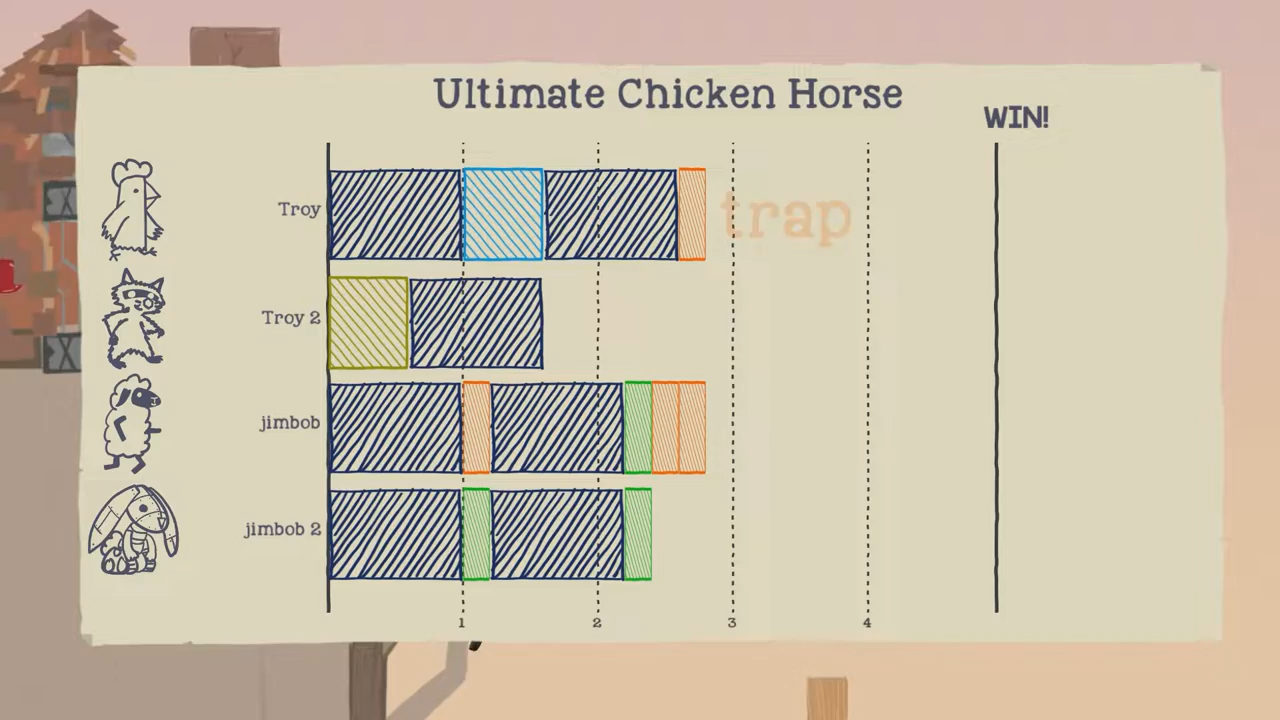 Ultimate Chicken Horse
WIN!
Troy
trap
Troy 2
jimbob
jimbob 2
1 2 3 4